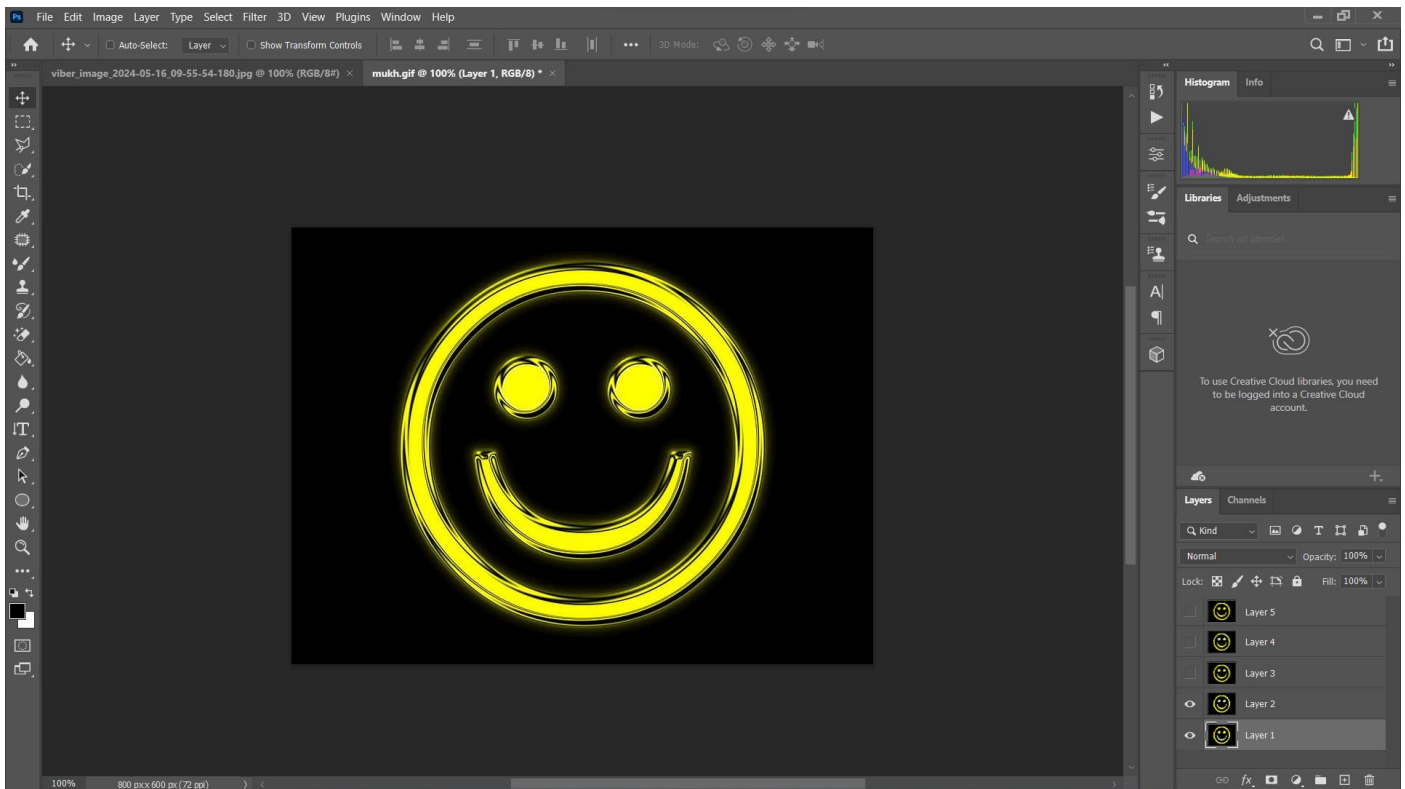 Ps File Edit Image Layer Type Select Filter 3D View Plugins Window Help
Auto-Select: Layer Show Transform Controls 3D Mode:
viber_image_2024-05-16_09-55-54-180.jpg @ 100% (RGB/8#) × mukh.gif @ 100% (Layer 1, RGB/8) * ×
Histogram Info
Libraries Adjustments
Search all libraries
To use Creative Cloud libraries, you need
to be logged into a Creative Cloud
account.
Layers Channels
Kind
Normal Opacity: 100%
Lock: Fill: 100%
Layer 5
Layer 4
Layer 3
Layer 2
Layer 1
100% 800 px x 600 px (72 ppi)